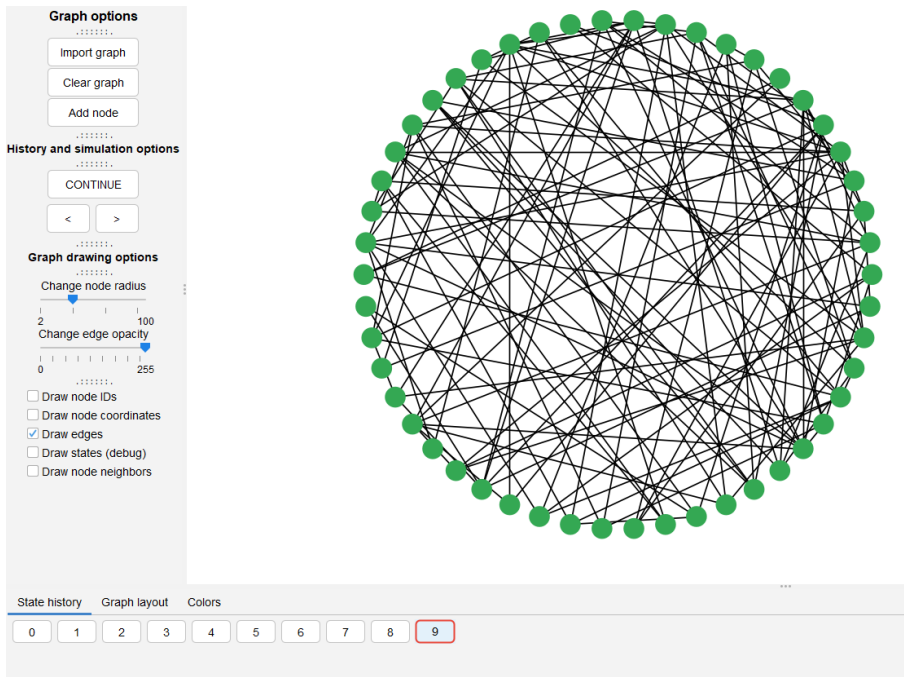 Graph options
Import graph
Clear graph
Add node
History and simulation options
CONTINUE
< >
Graph drawing options
Change node radius
2 100
Change edge opacity
0 255
Draw node IDs
Draw node coordinates
Draw edges
Draw states (debug)
Draw node neighbors
State history Graph layout Colors
0 1 2 3 4 5 6 7 8 9